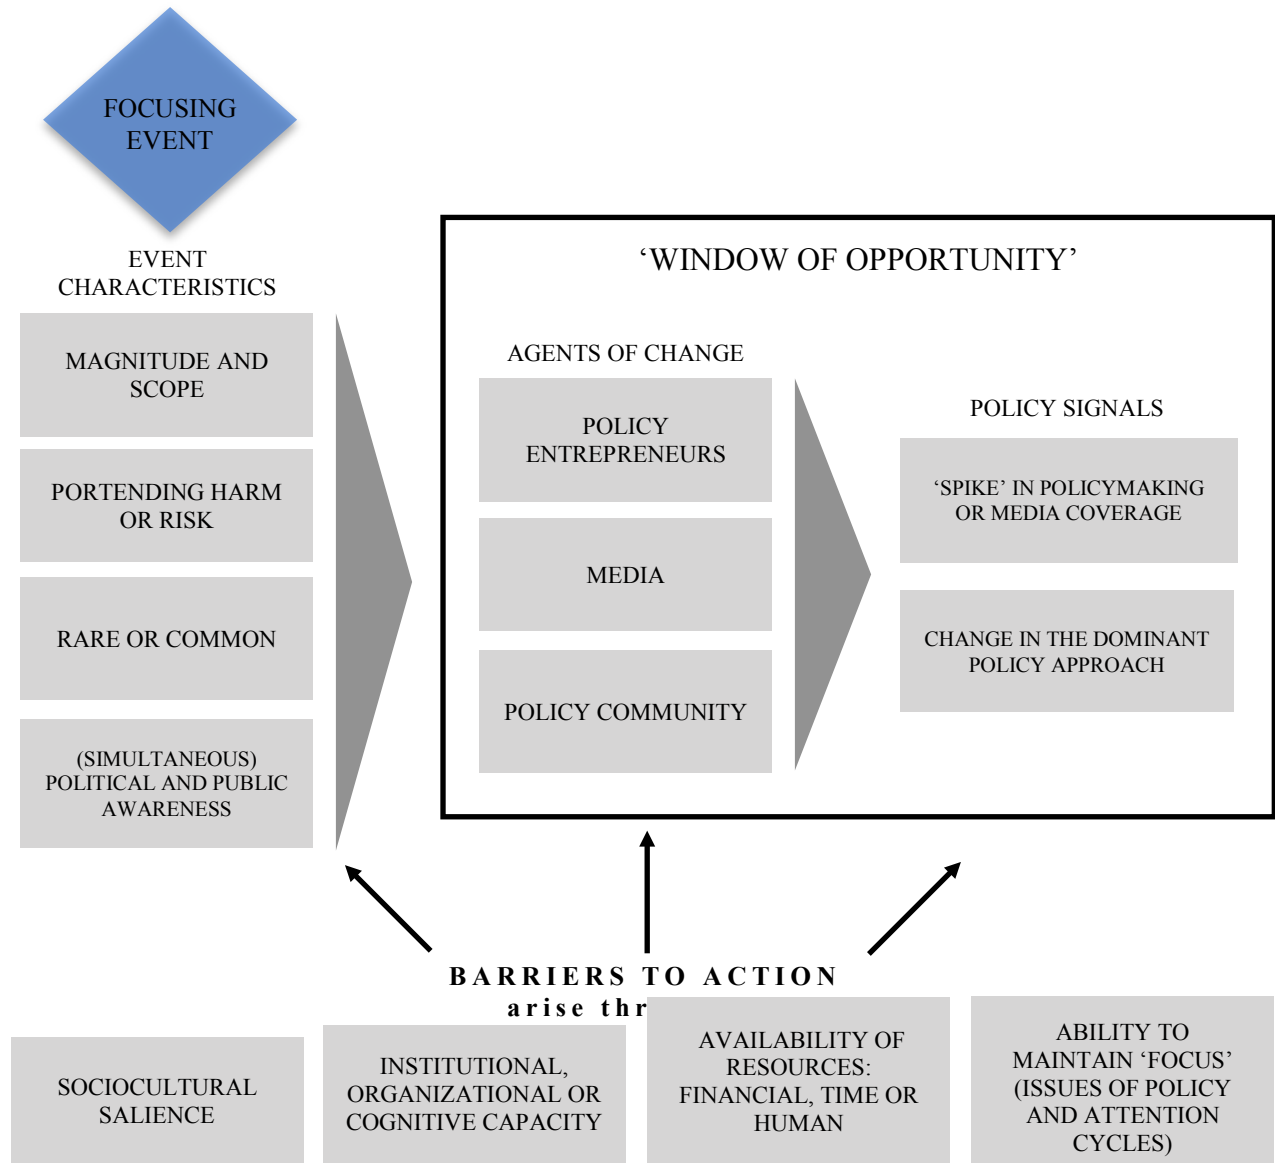 FOCUSING
EVENT
EVENT
CHARACTERISTICS
MAGNITUDE AND
SCOPE
PORTENDING HARM
OR RISK
RARE OR COMMON
(SIMULTANEOUS)
POLITICAL AND PUBLIC
AWARENESS
‘WINDOW OF OPPORTUNITY’
AGENTS OF CHANGE
POLICY
ENTREPRENEURS
MEDIA
POLICY COMMUNITY
POLICY SIGNALS
‘SPIKE’ IN POLICYMAKING
OR MEDIA COVERAGE
CHANGE IN THE DOMINANT
POLICY APPROACH
BARRIERS TO ACTION
arise
SOCIOCULTURAL
SALIENCE
INSTITUTIONAL,
ORGANIZATIONAL OR
COGNITIVE CAPACITY
AVAILABILITY OF
RESOURCES:
FINANCIAL, TIME OR
HUMAN
ABILITY TO
MAINTAIN ‘FOCUS’
(ISSUES OF POLICY
AND ATTENTION
CYCLES)